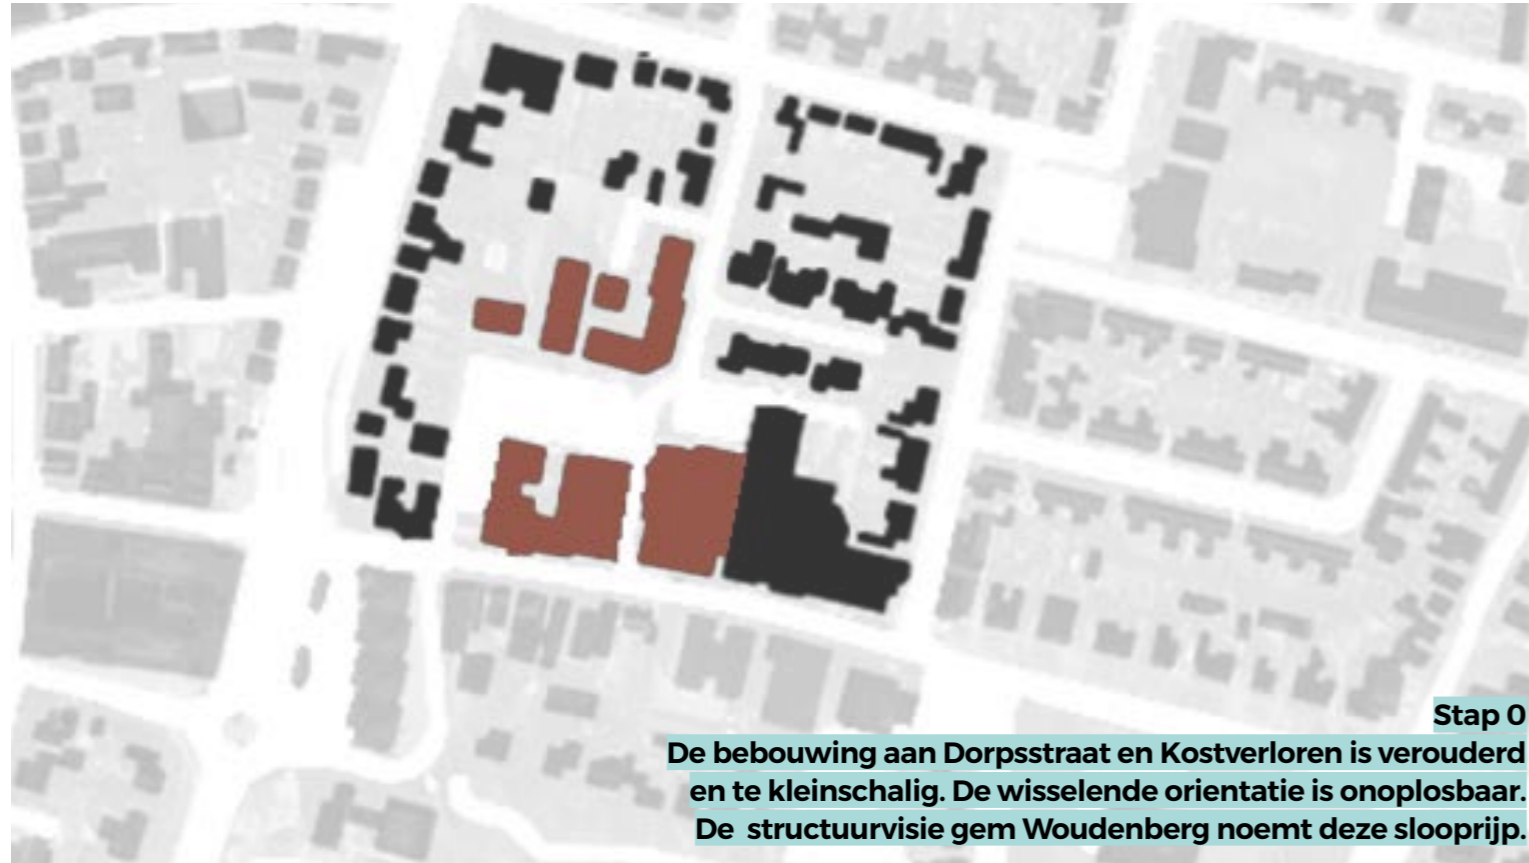 Stap 0
De bebouwing aan Dorpsstraat en Kostverloren is verouderd
en te kleinschalig. De wisselende orientatie is onoplosbaar.
De structuurvisie gem Woudenberg noemt deze slooprijp.